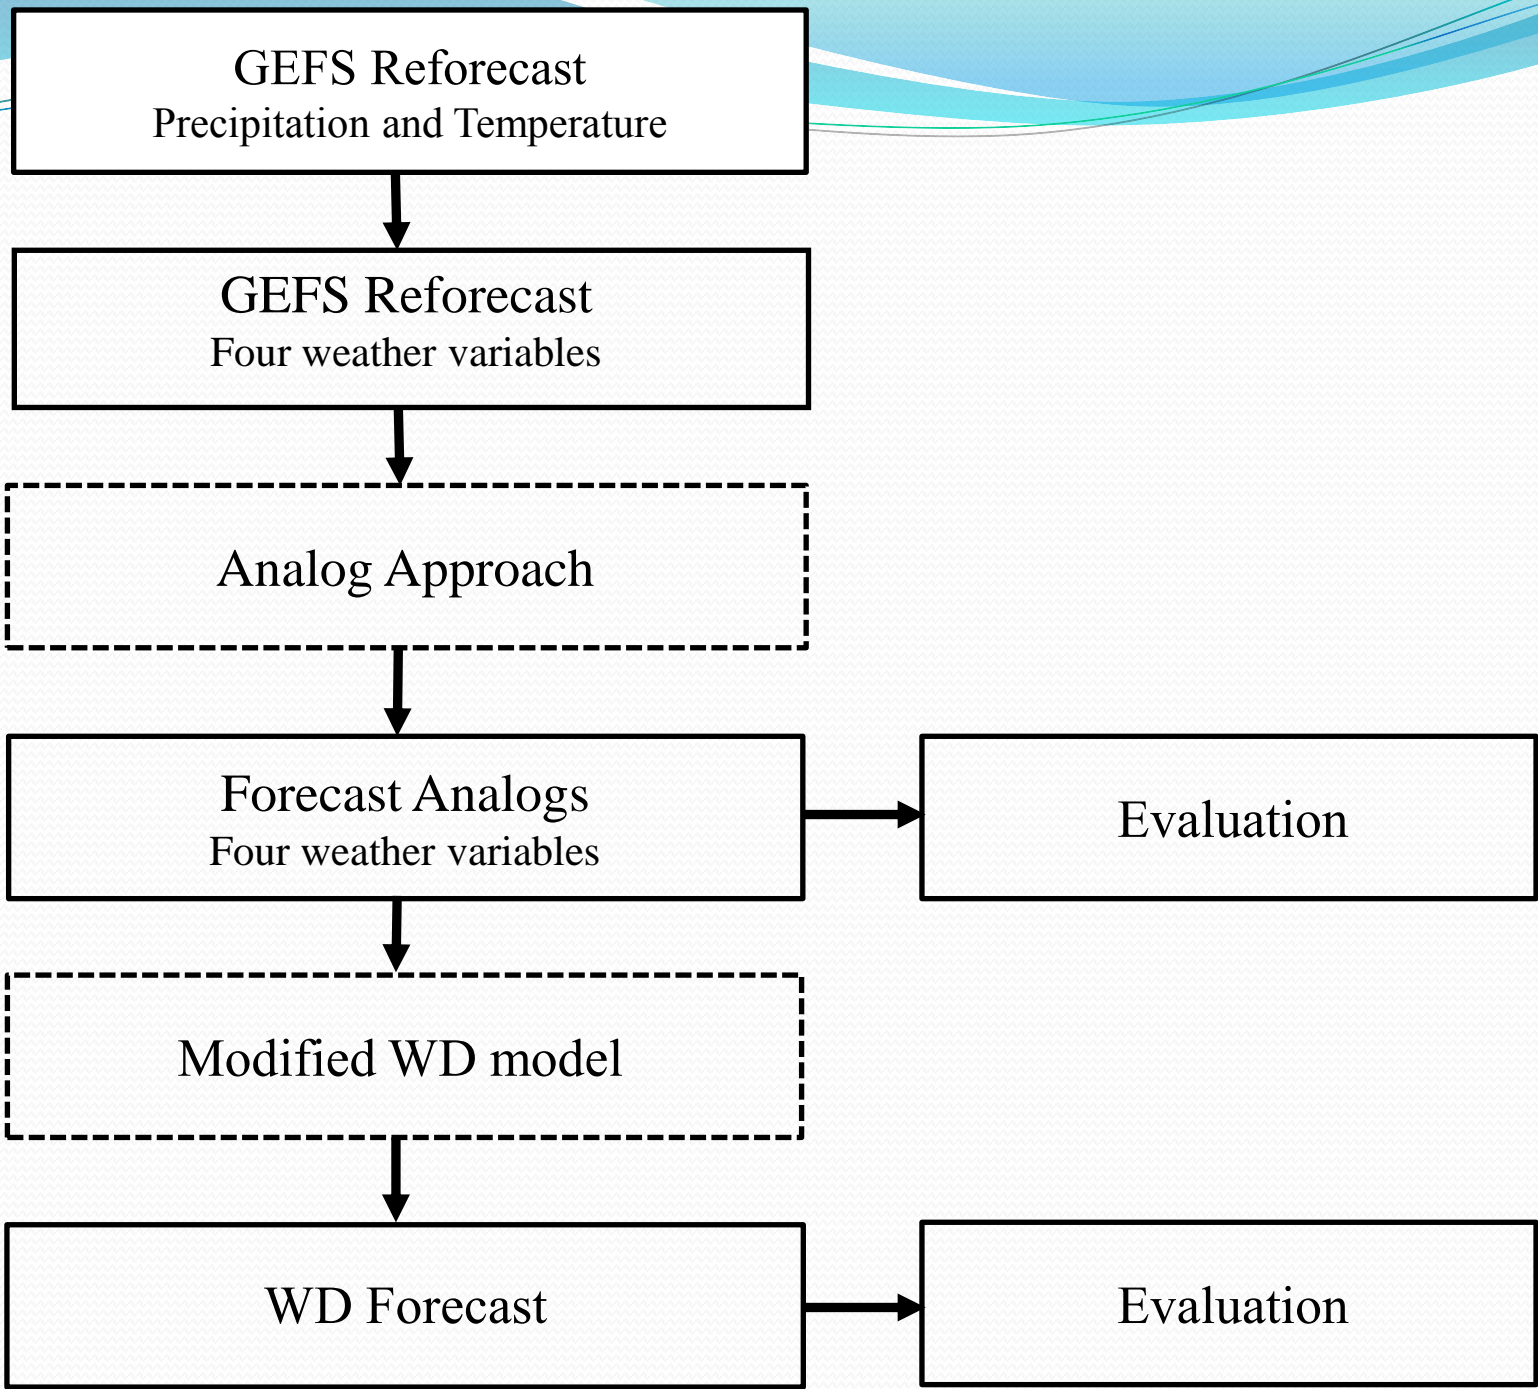 GEFS Reforecast
Precipitation and Temperature
GEFS Reforecast
Four weather variables
Analog Approach
Forecast Analogs
Four weather variables
Evaluation
Modified WD model
WD Forecast
Evaluation